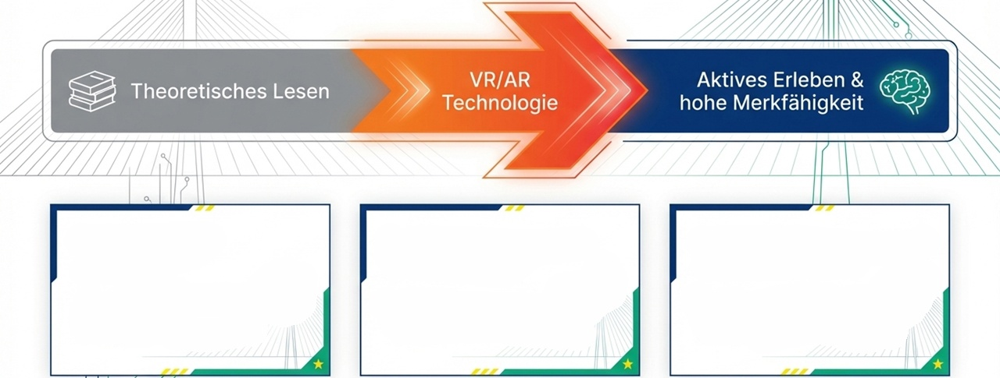 Theoretisches Lesen
VR/AR
Technologie
Aktives Erleben &
hohe Merkfähigkeit